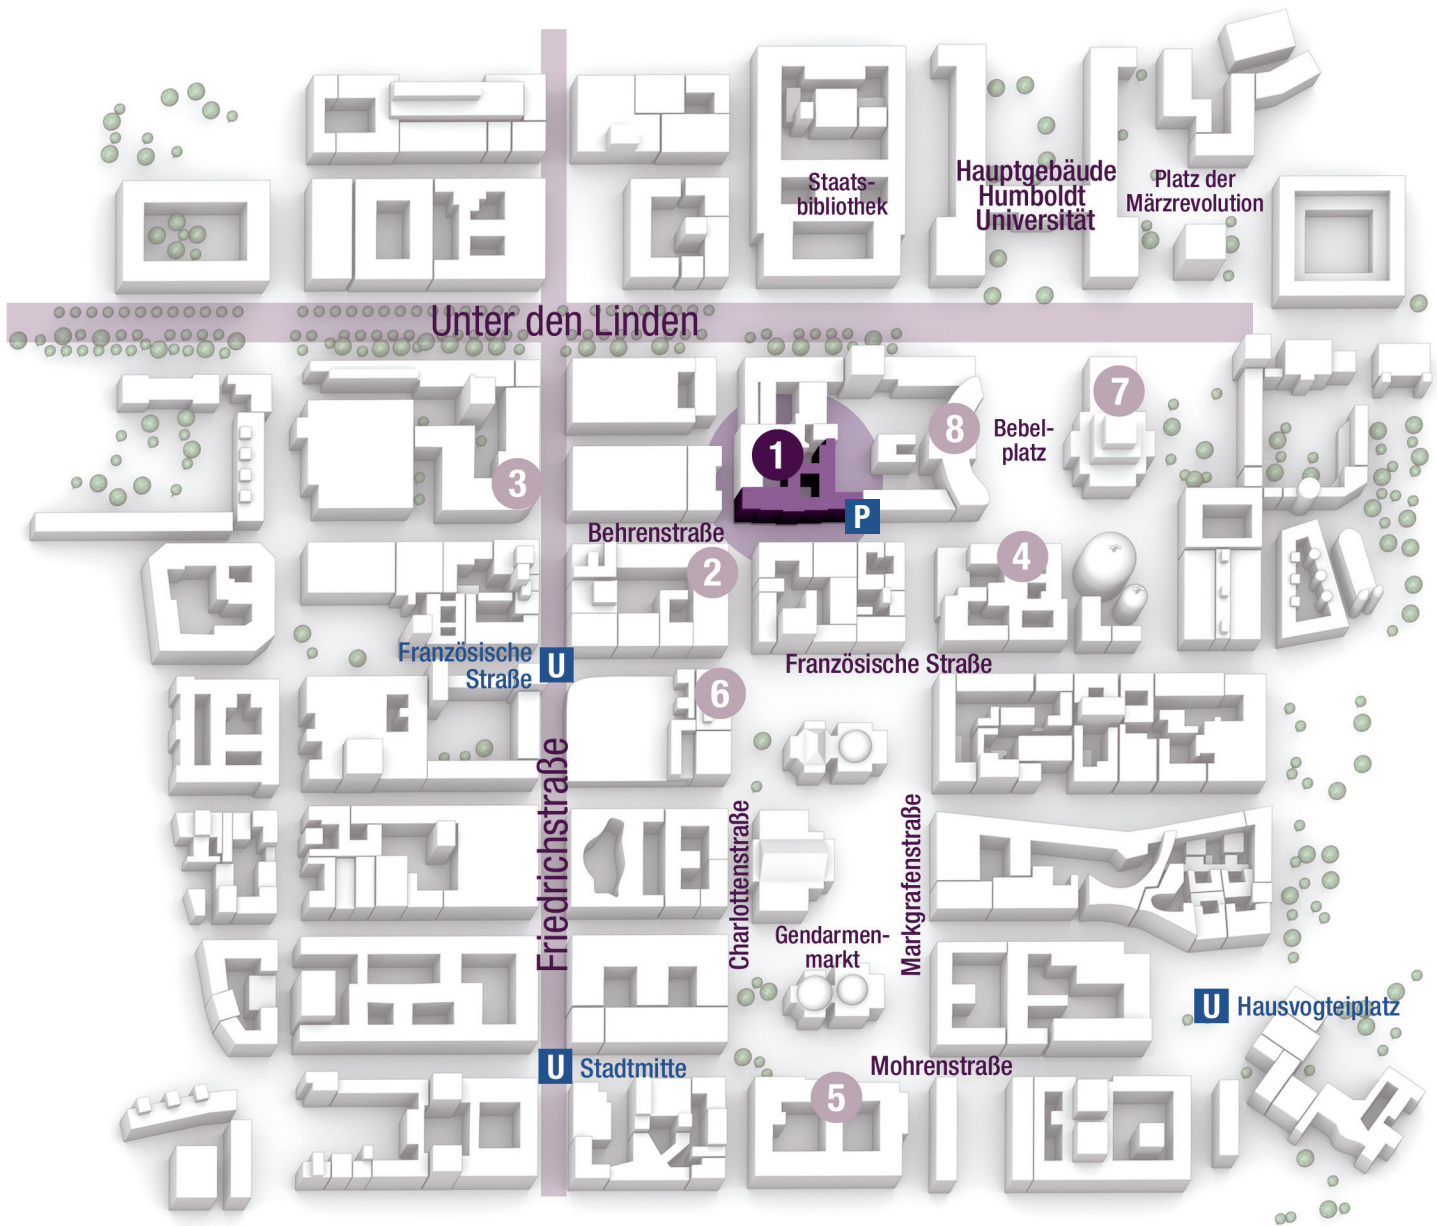 Staats-
bibliothek
Hauptgebäude
Humboldt
Universität
Platz der
Märzrevolution
Unter den Linden
7
8
Bebel-
platz
1
3
P
Behrenstraße
4
2
Französische
Straße
U
Französische Straße
6
Friedrichstraße
Charlottenstraße
Markgrafenstraße
Gendarmen-
markt
U Hausvogteiplatz
U Stadtmitte
Mohrenstraße
5